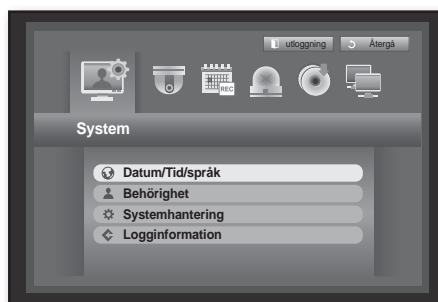 utloggning
Återgå
REC
System
Datum/Tid/språk
Behörighet
Systemhantering
Logginformation